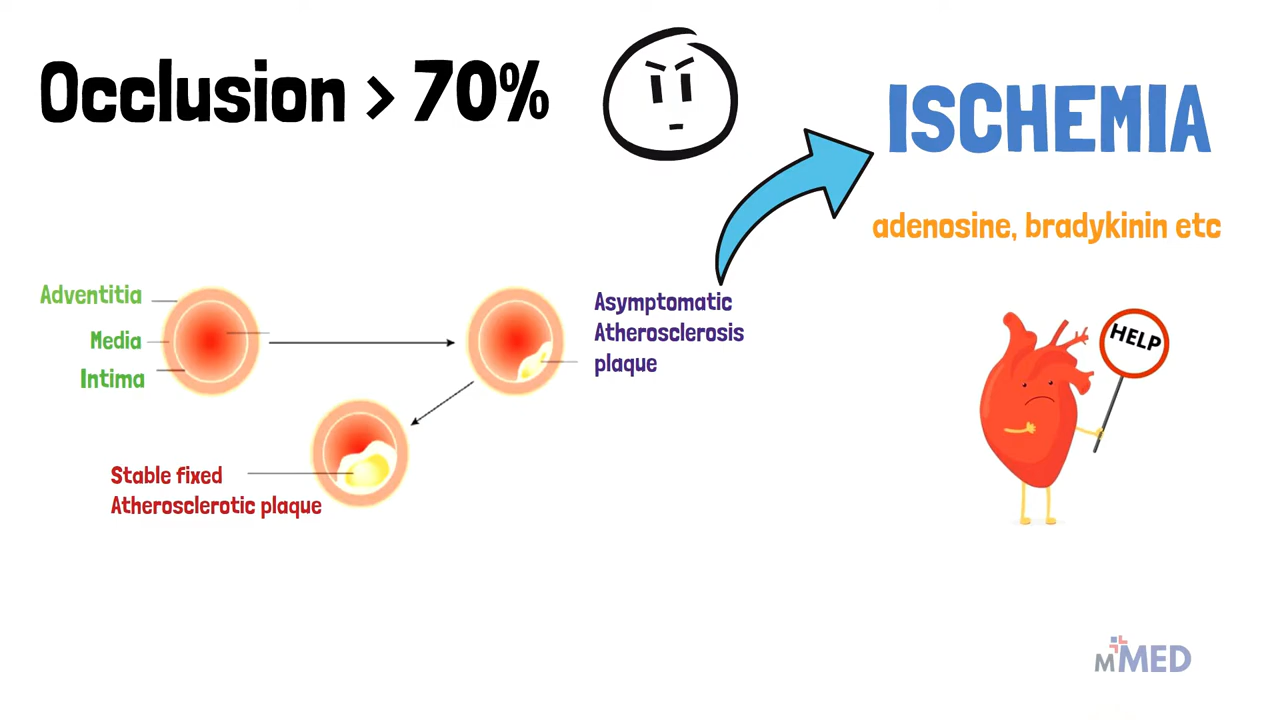 Occlusion > 70%
ISCHEMIA
adenosine, bradykinin etc
Adventitia
Media
Intima
Asymptomatic
Atherosclerosis
plaque
HELP
Stable fixed
Atherosclerotic plaque
MMED